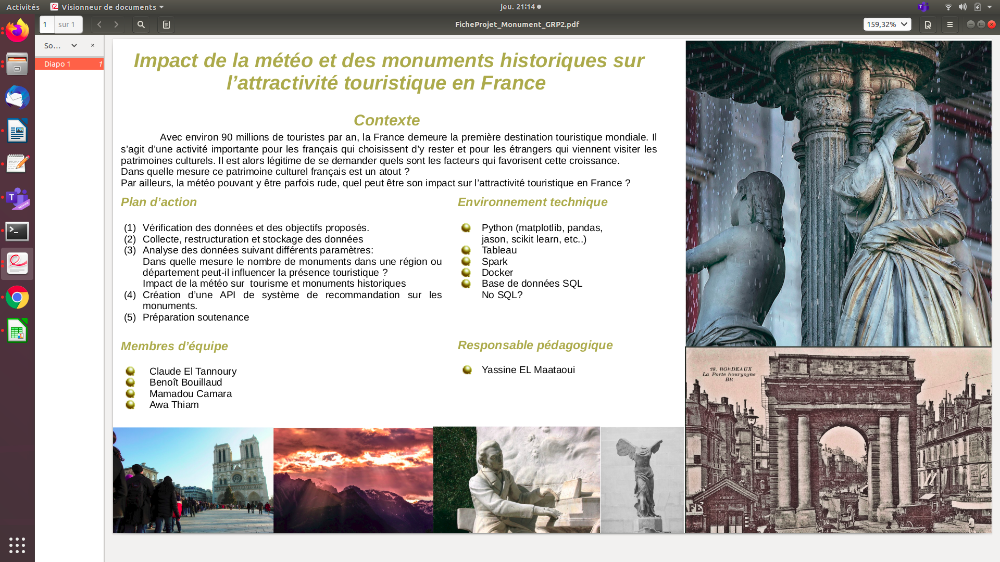 Activités
Visionneur de documents
jeu. 21:14
1
sur 1
FicheProjet_Monument_GRP2.pdf
159,32%
So...
Diapo 1
1
Impact de la météo et des monuments historiques sur
l’attractivité touristique en France
Contexte
Avec environ 90 millions de touristes par an, la France demeure la première destination touristique mondiale. Il
s’agit d’une activité importante pour les français qui choisissent d’y rester et pour les étrangers qui viennent visiter les
patrimoines culturels. Il est alors légitime de se demander quels sont les facteurs qui favorisent cette croissance.
Dans quelle mesure ce patrimoine culturel français est un atout ?
Par ailleurs, la météo pouvant y être parfois rude, quel peut être son impact sur l’attractivité touristique en France ?
Plan d’action
(1) Vérification des données et des objectifs proposés.
(2) Collecte, restructuration et stockage des données
(3) Analyse des données suivant différents paramètres:
Dans quelle mesure le nombre de monuments dans une région ou
département peut-il influencer la présence touristique ?
Impact de la météo sur  tourisme et monuments historiques
(4) Création d’une API de système de recommandation sur les
monuments.
(5) Préparation soutenance
Environnement technique
Python (matplotlib, pandas,
jason, scikit learn, etc..)
Tableau
Spark
Docker
Base de données SQL
No SQL?
Membres d’équipe
Claude El Tannoury
Benoît Bouillaud
Mamadou Camara
Awa Thiam
Responsable pédagogique
Yassine EL Maataoui
28. BORDEAUX
La Porte Bourgogne
BR